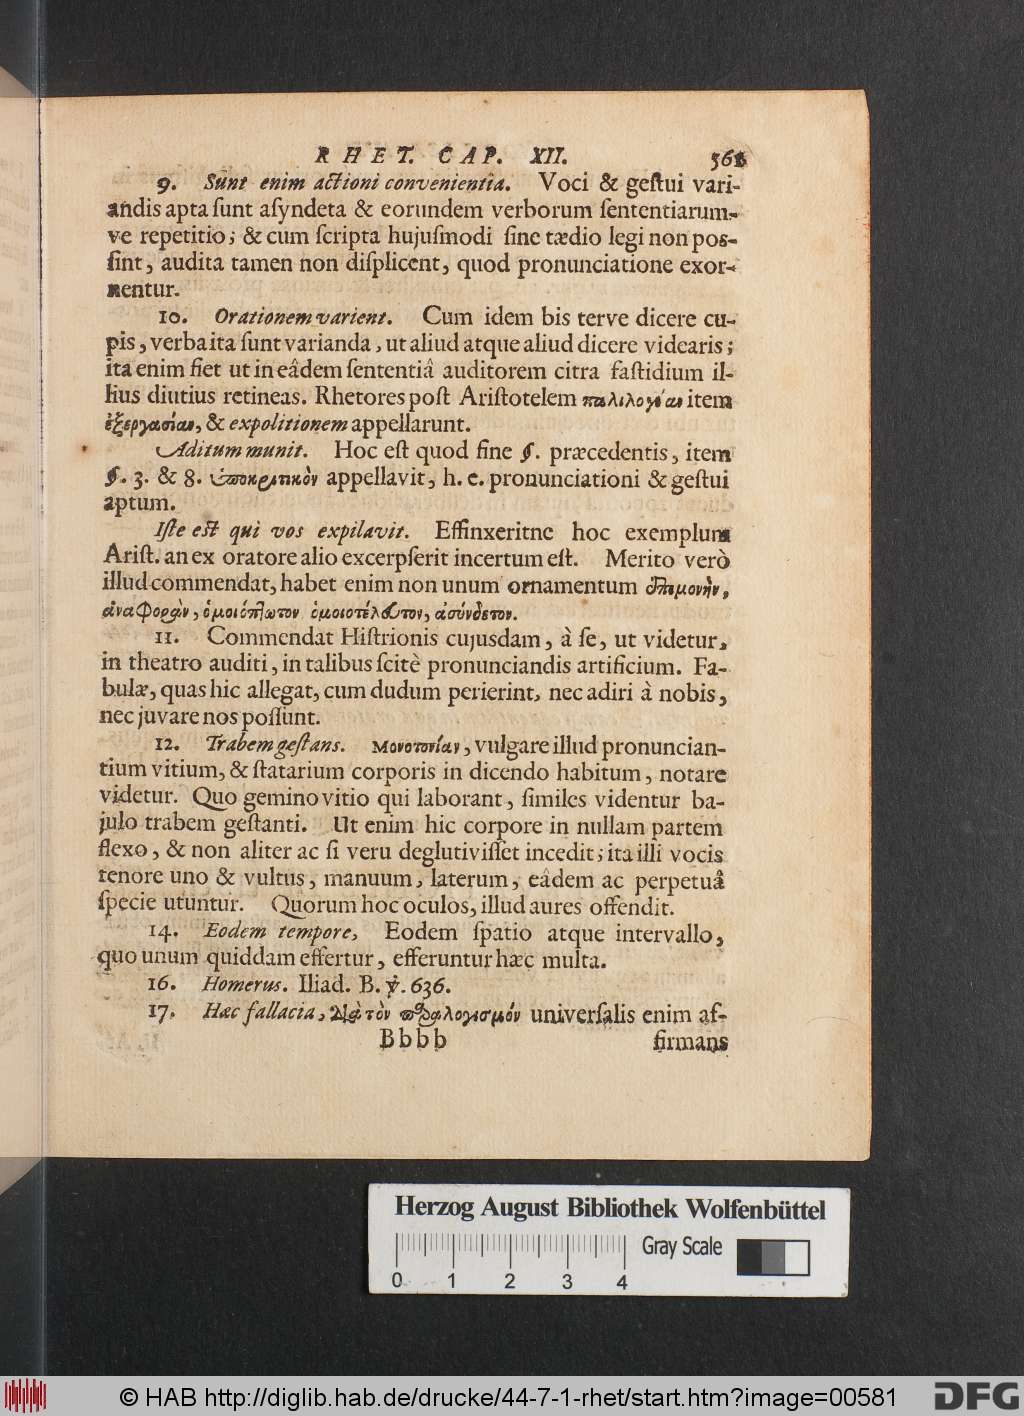 RHET. CAP. XII. 561
9. Sunt enim actioni convenientia. Voci & geſtui vari-
andis apta ſunt aſyndeta & eorundem verborum ſententiarum-
ve repetitio; & cum ſcripta hujuſmodi ſine tædio legi non poſ-
ſint, audita tamen non diſplicent, quod pronunciatione exor-
nentur.
10. Orationem varient. Cum idem bis terve dicere cu-
pis, verba ita ſunt varianda, ut aliud atque aliud dicere videaris;
ita enim fiet ut in eâdem ſententiâ auditorem citra faſtidium il-
lius diutius retineas. Rhetores poſt Ariſtotelem παλιλογίαν item
ἐξεργασίαν, & expolitionem appellarunt.
Aditum munit. Hoc eſt quod fine §. præcedentis, item
§. 3. & 8. ὑποκριτικὸν appellavit, h. e. pronunciationi & geſtui
aptum.
Iſte eſt qui vos expilavit. Effinxeritne hoc exemplum
Ariſt. an ex oratore alio excerpſerit incertum eſt. Merito verò
illud commendat, habet enim non unum ornamentum ἐπιμονὴν,
ἀναφορὰν, ὁμοιόπτωτον ὁμοιοτέλευτον, ἀσύνδετον.
11. Commendat Hiſtrionis cujusdam, à ſe, ut videtur,
in theatro auditi, in talibus ſcitè pronunciandis artificium. Fa-
bulæ, quas hic allegat, cum dudum perierint, nec adiri à nobis,
nec juvare nos poſſunt.
12. Trabem geſtans. Μονοτονίαν, vulgare illud pronuncian-
tium vitium, & ſtatarium corporis in dicendo habitum, notare
videtur. Quo gemino vitio qui laborant, ſimiles videntur ba-
julo trabem geſtanti. Ut enim hic corpore in nullam partem
flexo, & non aliter ac ſi veru deglutiviſſet incedit; ita illi vocis
tenore uno & vultus, manuum, laterum, eâdem ac perpetuâ
ſpecie utuntur. Quorum hoc oculos, illud aures offendit.
14. Eodem tempore, Eodem ſpatio atque intervallo,
quo unum quiddam effertur, efferuntur hæc multa.
16. Homerus. Iliad. B. ℣. 636.
17. Hæc fallacia, Διὰ τὸν παραλογισμόν univerſalis enim af-
Bbbb firmans
Herzog August Bibliothek Wolfenbüttel
Gray Scale
0 1 2 3 4
© HAB http://diglib.hab.de/drucke/44-7-1-rhet/start.htm?image=00581
DFG